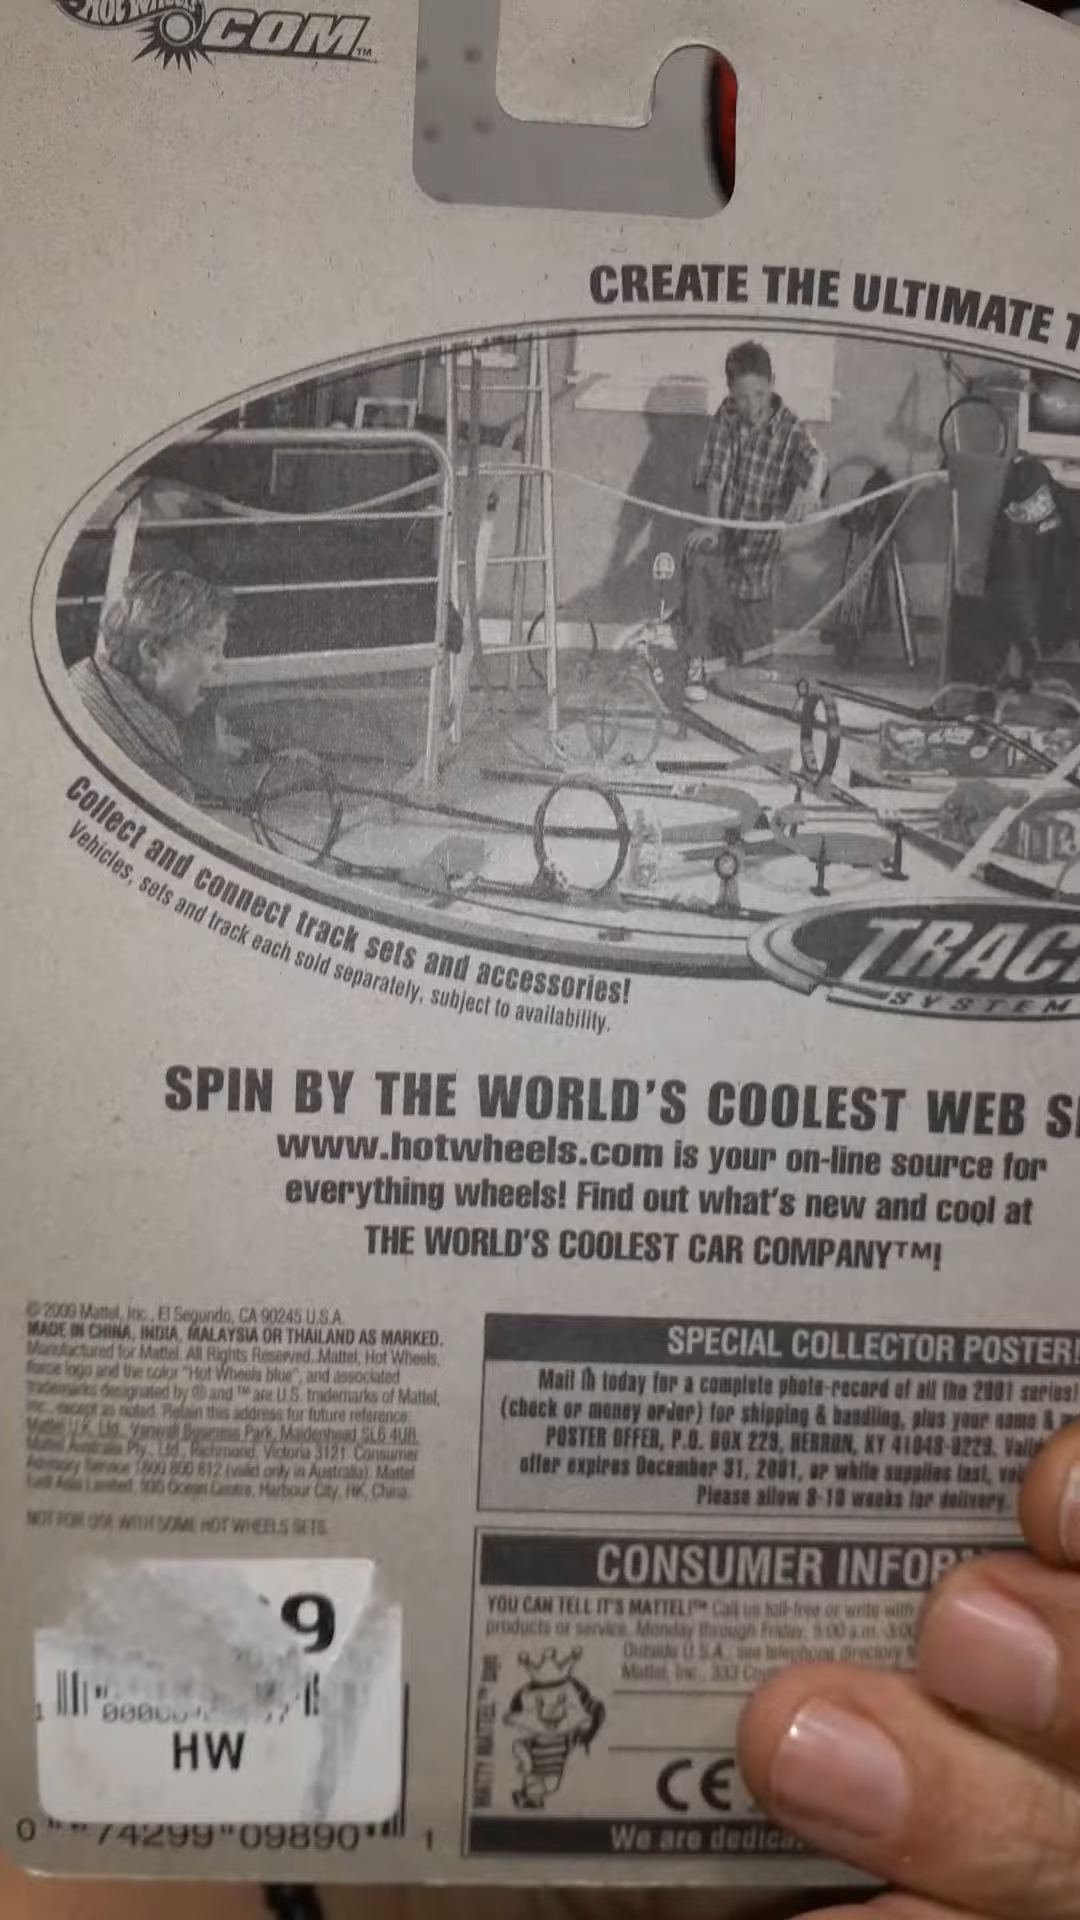 HOT WHEELS
.COM™
CREATE THE ULTIMATE
Collect and connect track sets and accessories!
Vehicles, sets and track each sold separately, subject to availability.
TRAC
SYSTEM
SPIN BY THE WORLD'S COOLEST WEB
www.hotwheels.com is your on-line source for
everything wheels! Find out what's new and cool at
THE WORLD'S COOLEST CAR COMPANY™!
© 2000 Mattel, Inc., El Segundo, CA 90245 U.S.A.
MADE IN CHINA, INDIA, MALAYSIA OR THAILAND AS MARKED.
Manufactured for Mattel. All Rights Reserved. Mattel, Hot Wheels,
flame logo and the color "Hot Wheels blue", and associated
trademarks designated by ® and ™ are U.S. trademarks of Mattel,
Inc., except as noted. Retain this address for future reference:
Mattel U.K. Ltd., Vanwall Business Park, Maidenhead SL6 4UB.
Mattel Australia Pty., Ltd., Richmond, Victoria 3121. Consumer
Advisory Service 1800 800 812 (valid only in Australia). Mattel
East Asia Limited, Ocean Centre, Harbour City, HK, China.
NOT FOR USE WITH SOME HOT WHEELS SETS.
SPECIAL COLLECTOR POSTER!
Mail in today for a complete photo-record of all the 2001 series!
(check or money order) for shipping & handling, plus your name &
POSTER OFFER, P.O. BOX 229, HEBRON, KY 41048-0229.
offer expires December 31, 2001, or while supplies last,
Please allow 8-10 weeks for delivery.
CONSUMER INFOR
YOU CAN TELL IT'S MATTEL!™ Call us toll-free or write with
products or service. Monday through Friday, 5:00 a.m.
Outside U.S.A., see telephone directory
Mattel, Inc., 333
MATTY MATTEL™
CE
We are
9
HW
0 74299 09890 1